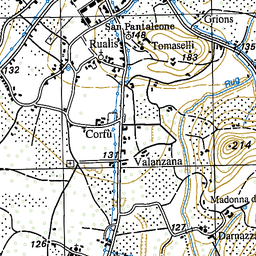 Grions
San Pantaleone
148
Rualis
Tomaselli
135
183
132
Corfù
214
137
Valanzana
Madonna d
127
126
Darnazz